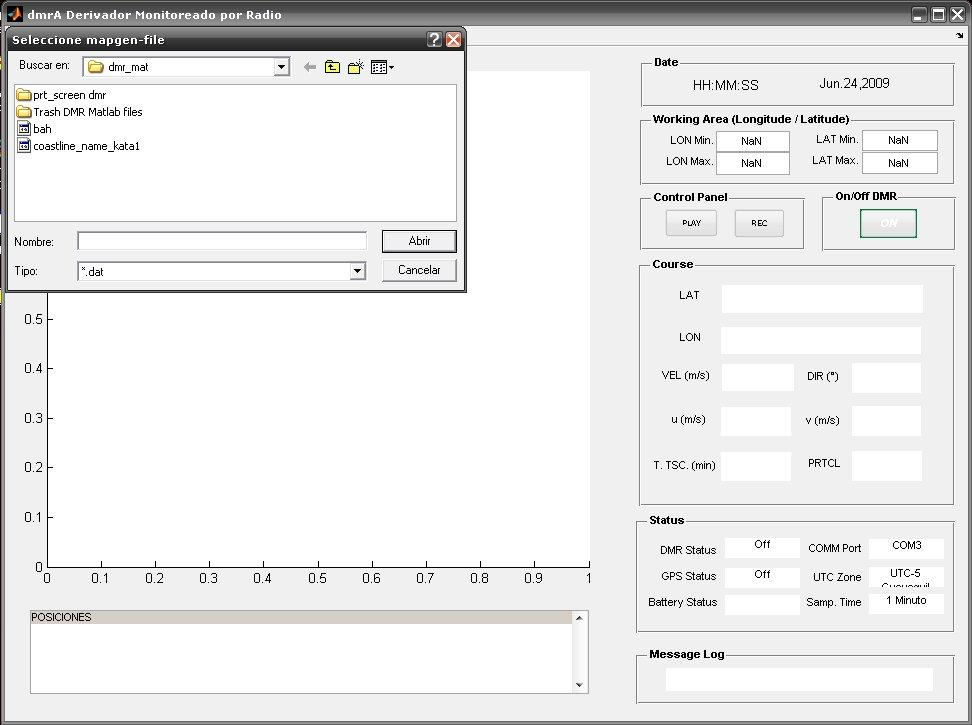 dmrA Derivador Monitoreado por Radio
Seleccione mapgen-file
Buscar en: dmr_mat
prt_screen dmr
Trash DMR Matlab files
bah
coastline_name_kata1
Nombre:
Abrir
Tipo: *.dat
Cancelar
0.5
0.4
0.3
0.2
0.1
0
0 0.1 0.2 0.3 0.4 0.5 0.6 0.7 0.8 0.9 1
POSICIONES
Date
HH:MM:SS Jun.24,2009
Working Area (Longitude / Latitude)
LON Min. NaN LAT Min. NaN
LON Max. NaN LAT Max. NaN
Control Panel
PLAY REC
On/Off DMR
ON
Course
LAT
LON
VEL (m/s) DIR (º)
u (m/s) v (m/s)
T. TSC. (min) PRTCL
Status
DMR Status Off COMM Port COM3
GPS Status Off UTC Zone UTC-5
Battery Status Samp. Time 1 Minuto
Message Log